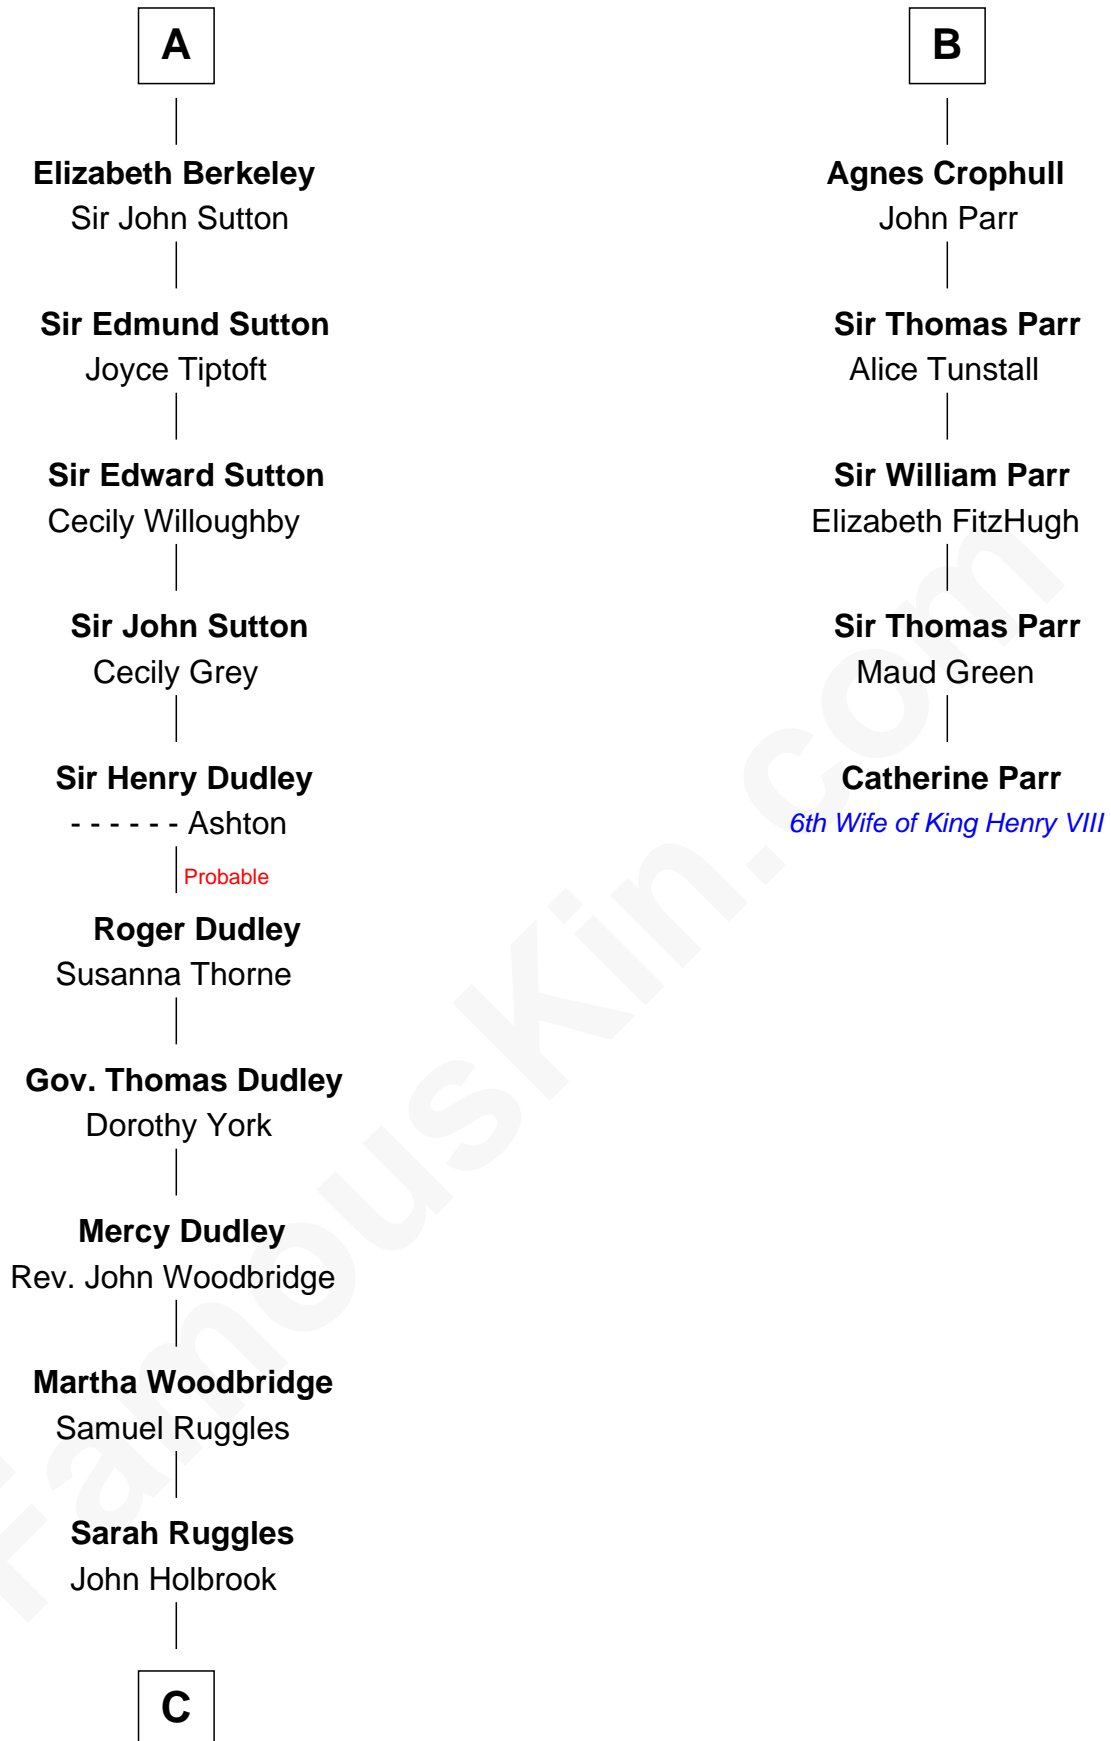 A
Elizabeth Berkeley
Sir John Sutton
Sir Edmund Sutton
Joyce Tiptoft
Sir Edward Sutton
Cecily Willoughby
Sir John Sutton
Cecily Grey
Sir Henry Dudley
- - - - - - Ashton
Probable
Roger Dudley
Susanna Thorne
Gov. Thomas Dudley
Dorothy York
Mercy Dudley
Rev. John Woodbridge
Martha Woodbridge
Samuel Ruggles
Sarah Ruggles
John Holbrook
C
B
Agnes Crophull
John Parr
Sir Thomas Parr
Alice Tunstall
Sir William Parr
Elizabeth FitzHugh
Sir Thomas Parr
Maud Green
Catherine Parr
6th Wife of King Henry VIII
FamousKin.com